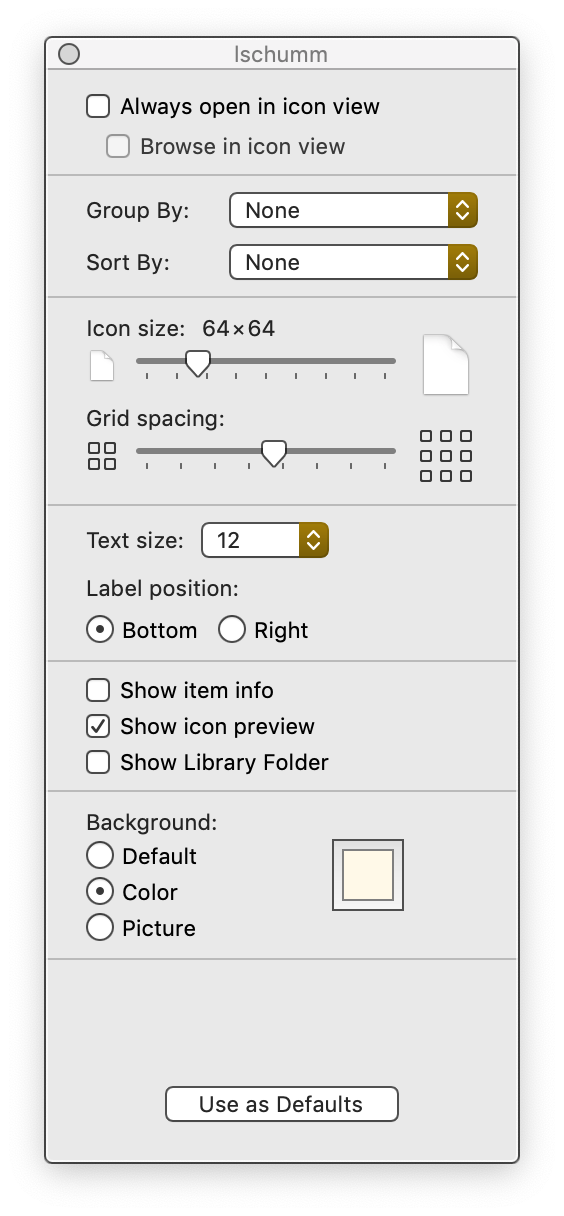 lschumm
Always open in icon view
Browse in icon view
Group By: None
Sort By: None
Icon size: 64×64
Grid spacing:
Text size: 12
Label position:
Bottom Right
Show item info
Show icon preview
Show Library Folder
Background:
Default
Color
Picture
Use as Defaults